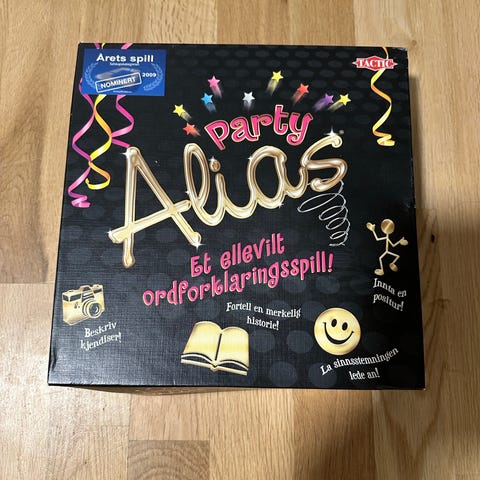 Årets spill
2009
NOMINERT
TACTIC
Party
Alias
Et ellevilt
ordforklaringsspill!
Beskriv
kjendiser!
Fortell en merkelig
historie!
Innta en
positur!
La sinnsstemningen
lede an!